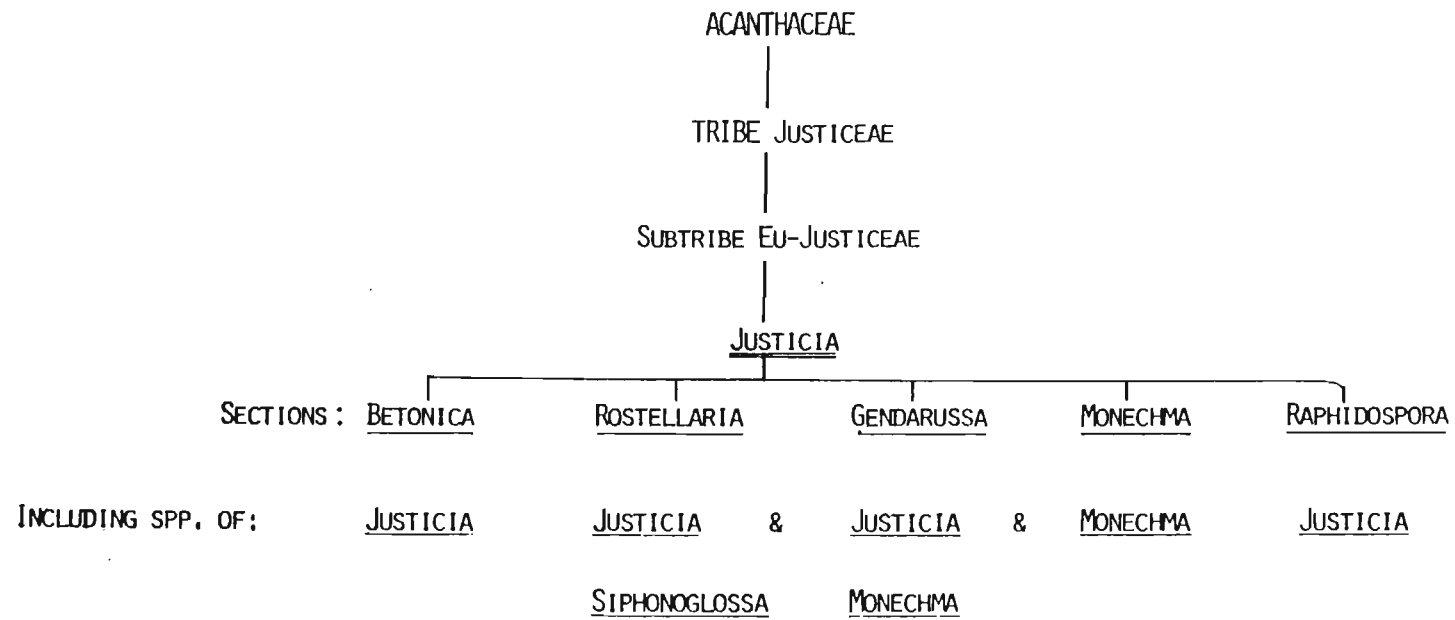 ACANTHACEAE
TRIBE JUSTICEAE
SUBTRIBE EU-JUSTICEAE
JUSTICIA
SECTIONS: BETONICA ROSTELLARIA GENDARUSSA MONECHMA RAPHIDOSPORA
INCLUDING SPP. OF: JUSTICIA JUSTICIA & JUSTICIA & MONECHMA JUSTICIA
SIPHONOGLOSSA MONECHMA